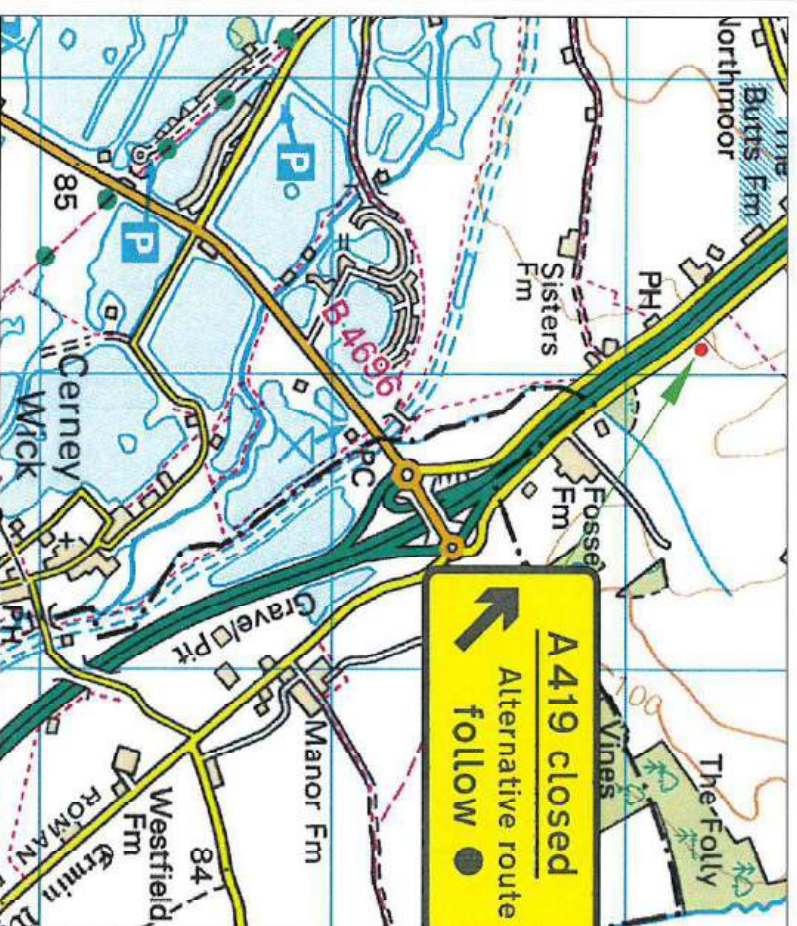 The
Butts Fm
Northmoor
PH
The Folly
A419 closed
Alternative route
follow
100
Vines
Fosse
Fm
Sisters
Fm
B 4696
PC
P
P
85
Cerney
Wick
PH
Gravel Pit
Manor Fm
Westfield
Fm
84
ROMAN
Ermin